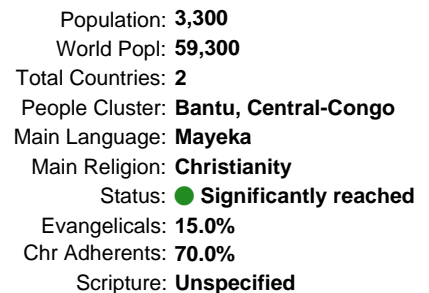 Population: 3,300
World Popl: 59,300
Total Countries: 2
People Cluster: Bantu, Central-Congo
Main Language: Mayeka
Main Religion: Christianity
Status: Significantly reached
Evangelicals: 15.0%
Chr Adherents: 70.0%
Scripture: Unspecified